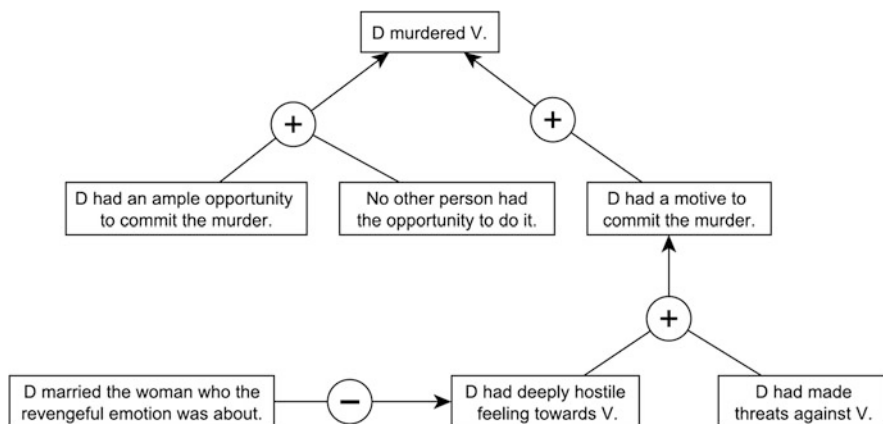 D murdered V.
+
+
D had an ample opportunity
to commit the murder.
No other person had
the opportunity to do it.
D had a motive to
commit the murder.
+
D married the woman who the
revengeful emotion was about.
−
D had deeply hostile
feeling towards V.
D had made
threats against V.